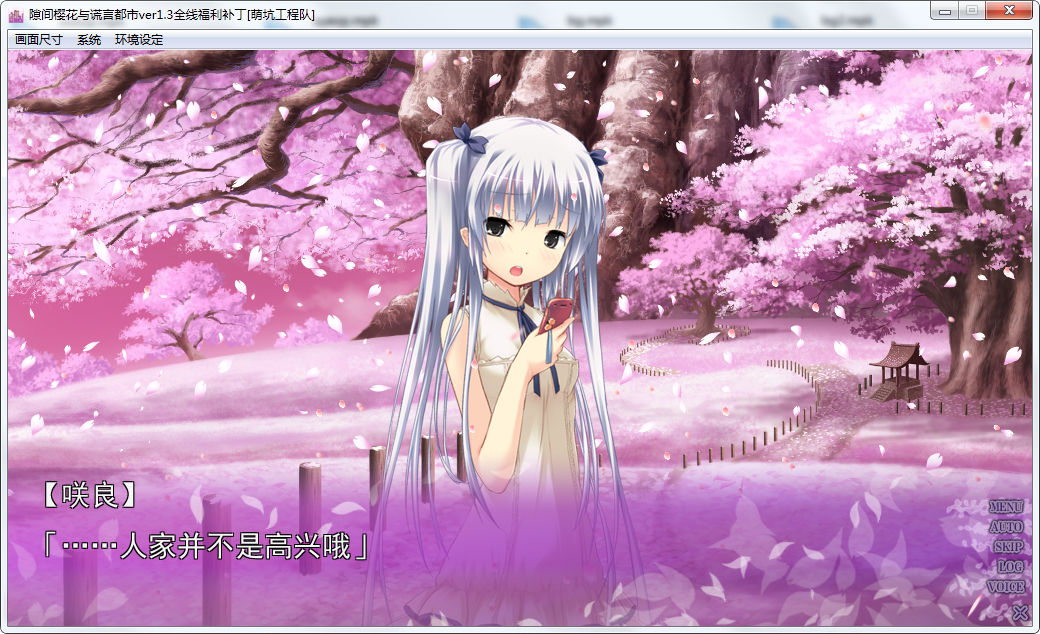 隙间樱花与谎言都市ver1.3全线福利补丁[萌坑工程队]
画面尺寸 系统 环境设定
【咲良】
「……人家并不是高兴哦」
MENU
AUTO
SKIP
LOG
VOICE